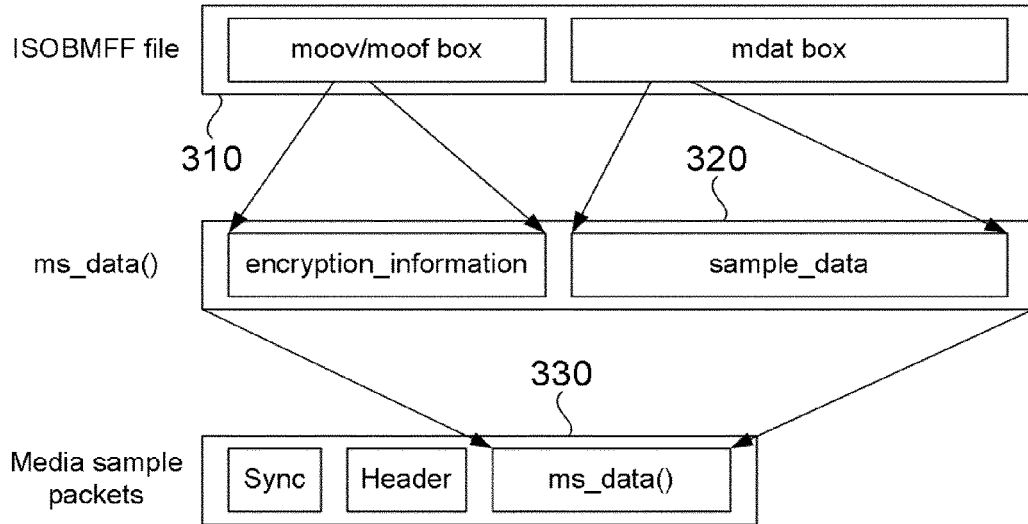 ISOBMFF file
moov/moof box
mdat box
310
320
ms_data()
encryption_information
sample_data
330
Media sample
packets
Sync
Header
ms_data()